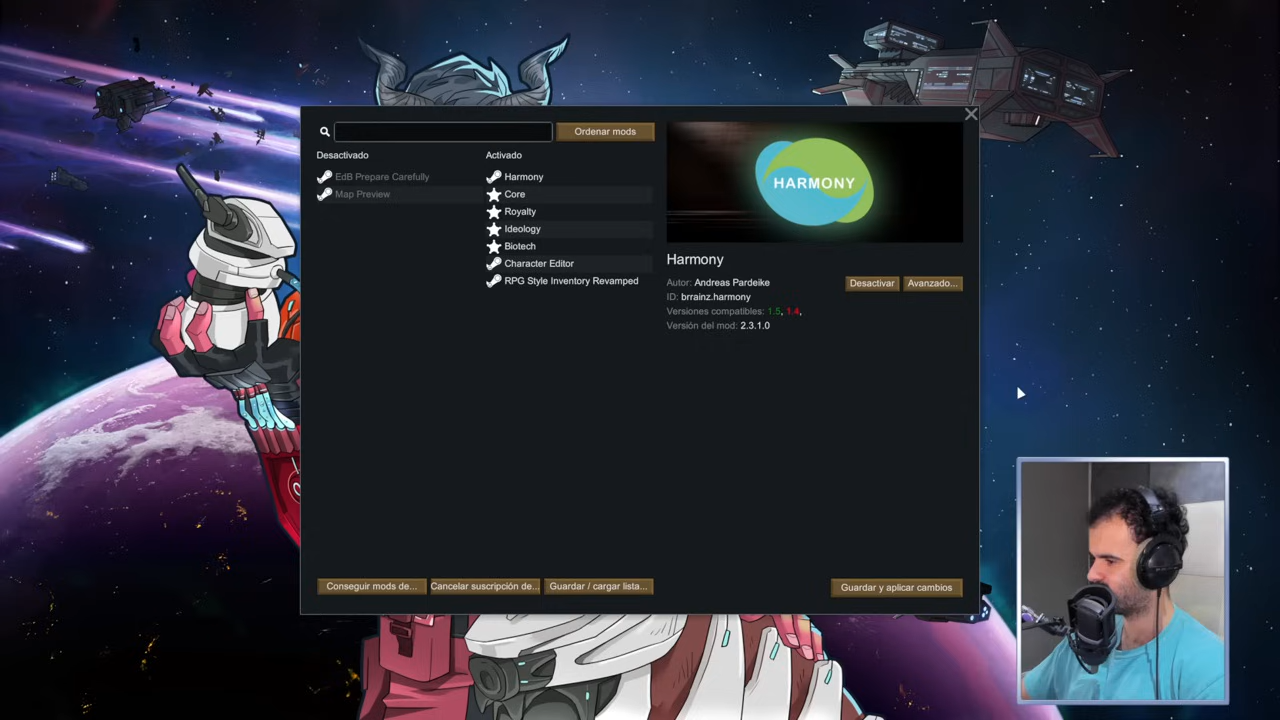 Ordenar mods
Desactivado
EdB Prepare Carefully
Map Preview
Activado
Harmony
Core
Royalty
Ideology
Biotech
Character Editor
RPG Style Inventory Revamped
HARMONY
Harmony
Autor: Andreas Pardeike
ID: brrainz.harmony
Versiones compatibles: 1.5, 1.4,
Versión del mod: 2.3.1.0
Desactivar
Avanzado...
Conseguir mods de...
Cancelar suscripción de...
Guardar / cargar lista...
Guardar y aplicar cambios